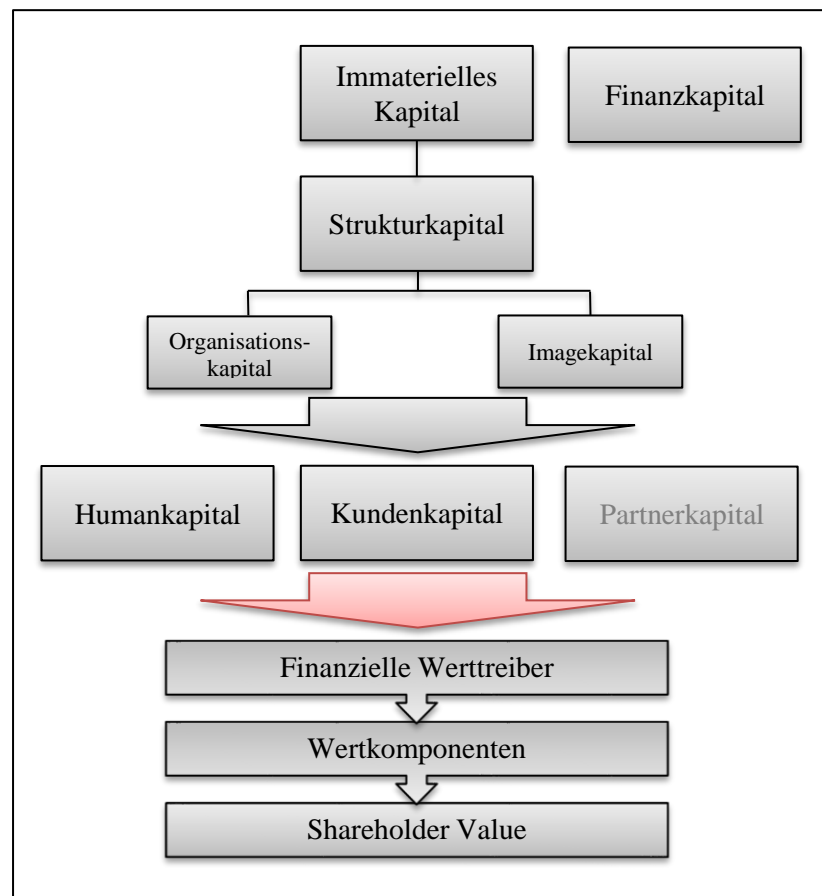 Immaterielles
Kapital
Finanzkapital
Strukturkapital
Organisations-
kapital
Imagekapital
Humankapital
Kundenkapital
Partnerkapital
Finanzielle Werttreiber
Wertkomponenten
Shareholder Value